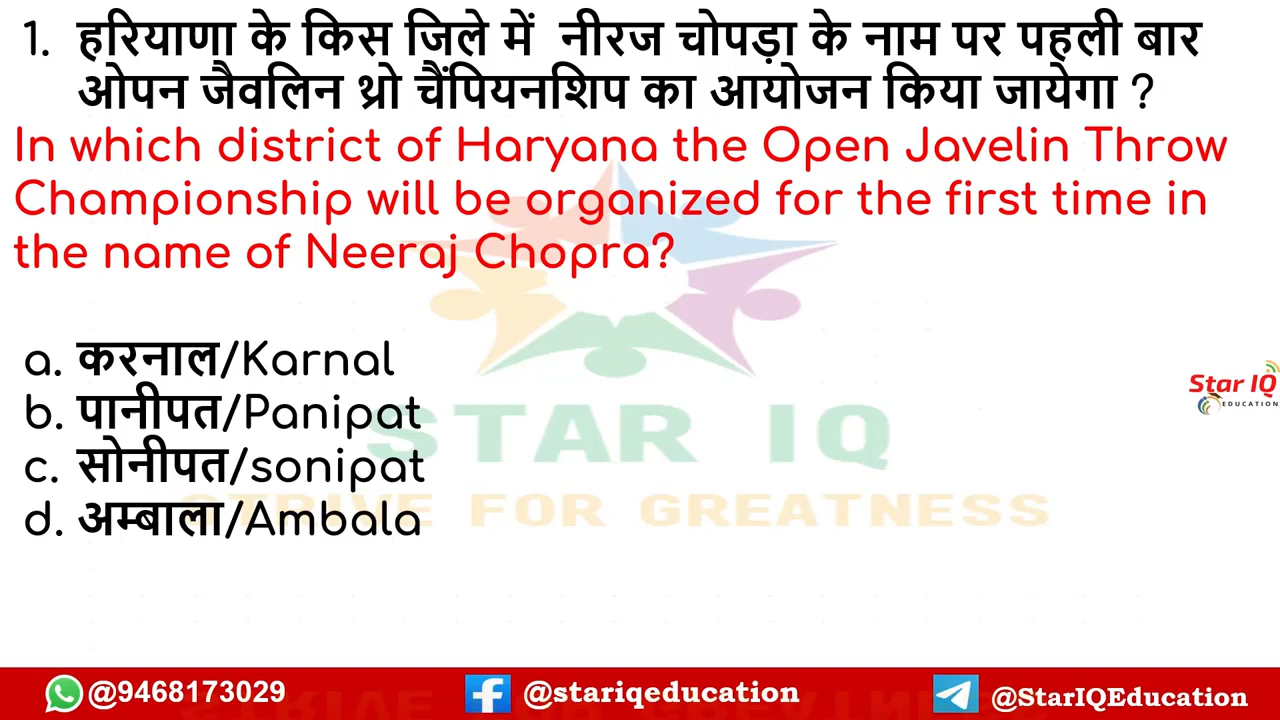 1. हरियाणा के किस जिले में नीरज चोपड़ा के नाम पर पहली बार
ओपन जैवलिन थ्रो चैंपियनशिप का आयोजन किया जायेगा ?
In which district of Haryana the Open Javelin Throw
Championship will be organized for the first time in
the name of Neeraj Chopra?
a. करनाल/Karnal
b. पानीपत/Panipat
c. सोनीपत/sonipat
d. अम्बाला/Ambala
STAR IQ
STRIVE FOR GREATNESS
Star IQ
EDUCATION
@9468173029
@stariqeducation
@StarIQEducation